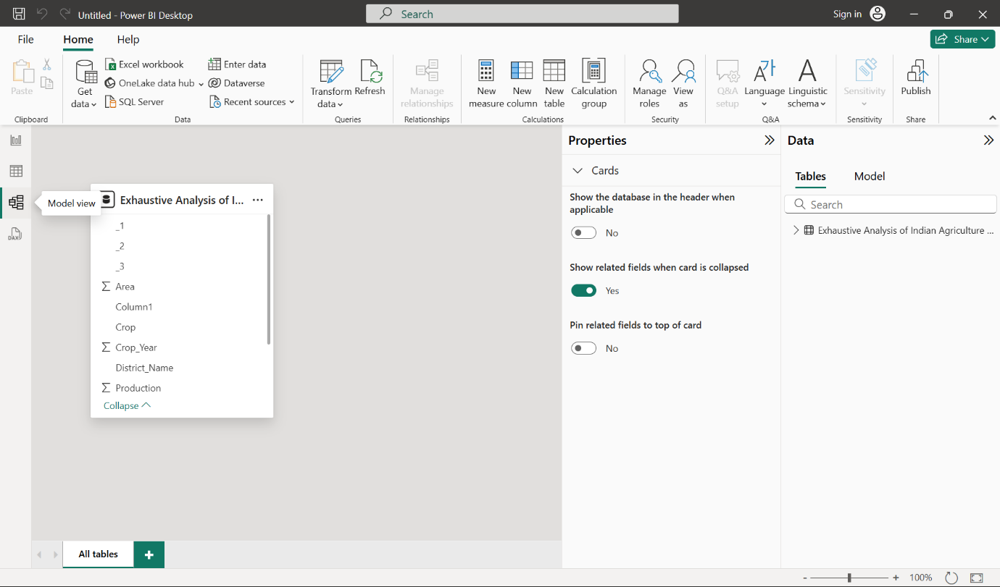 Untitled - Power BI Desktop
Search
Sign in
File
Home
Help
Share
Paste
Clipboard
Get
data
Excel workbook
OneLake data hub
SQL Server
Enter data
Dataverse
Recent sources
Data
Transform
data
Refresh
Queries
Manage
relationships
Relationships
New
measure
New
column
New
table
Calculation
group
Calculations
Manage
roles
View
as
Security
Q&A
setup
Language
Linguistic
schema
Q&A
Sensitivity
Sensitivity
Publish
Share
DAX
Model view
Exhaustive Analysis of I...
_1
_2
_3
Area
Column1
Crop
Crop_Year
District_Name
Production
Collapse
Properties
Cards
Show the database in the header when
applicable
No
Show related fields when card is collapsed
Yes
Pin related fields to top of card
No
Data
Tables
Model
Search
Exhaustive Analysis of Indian Agriculture ...
All tables
100%